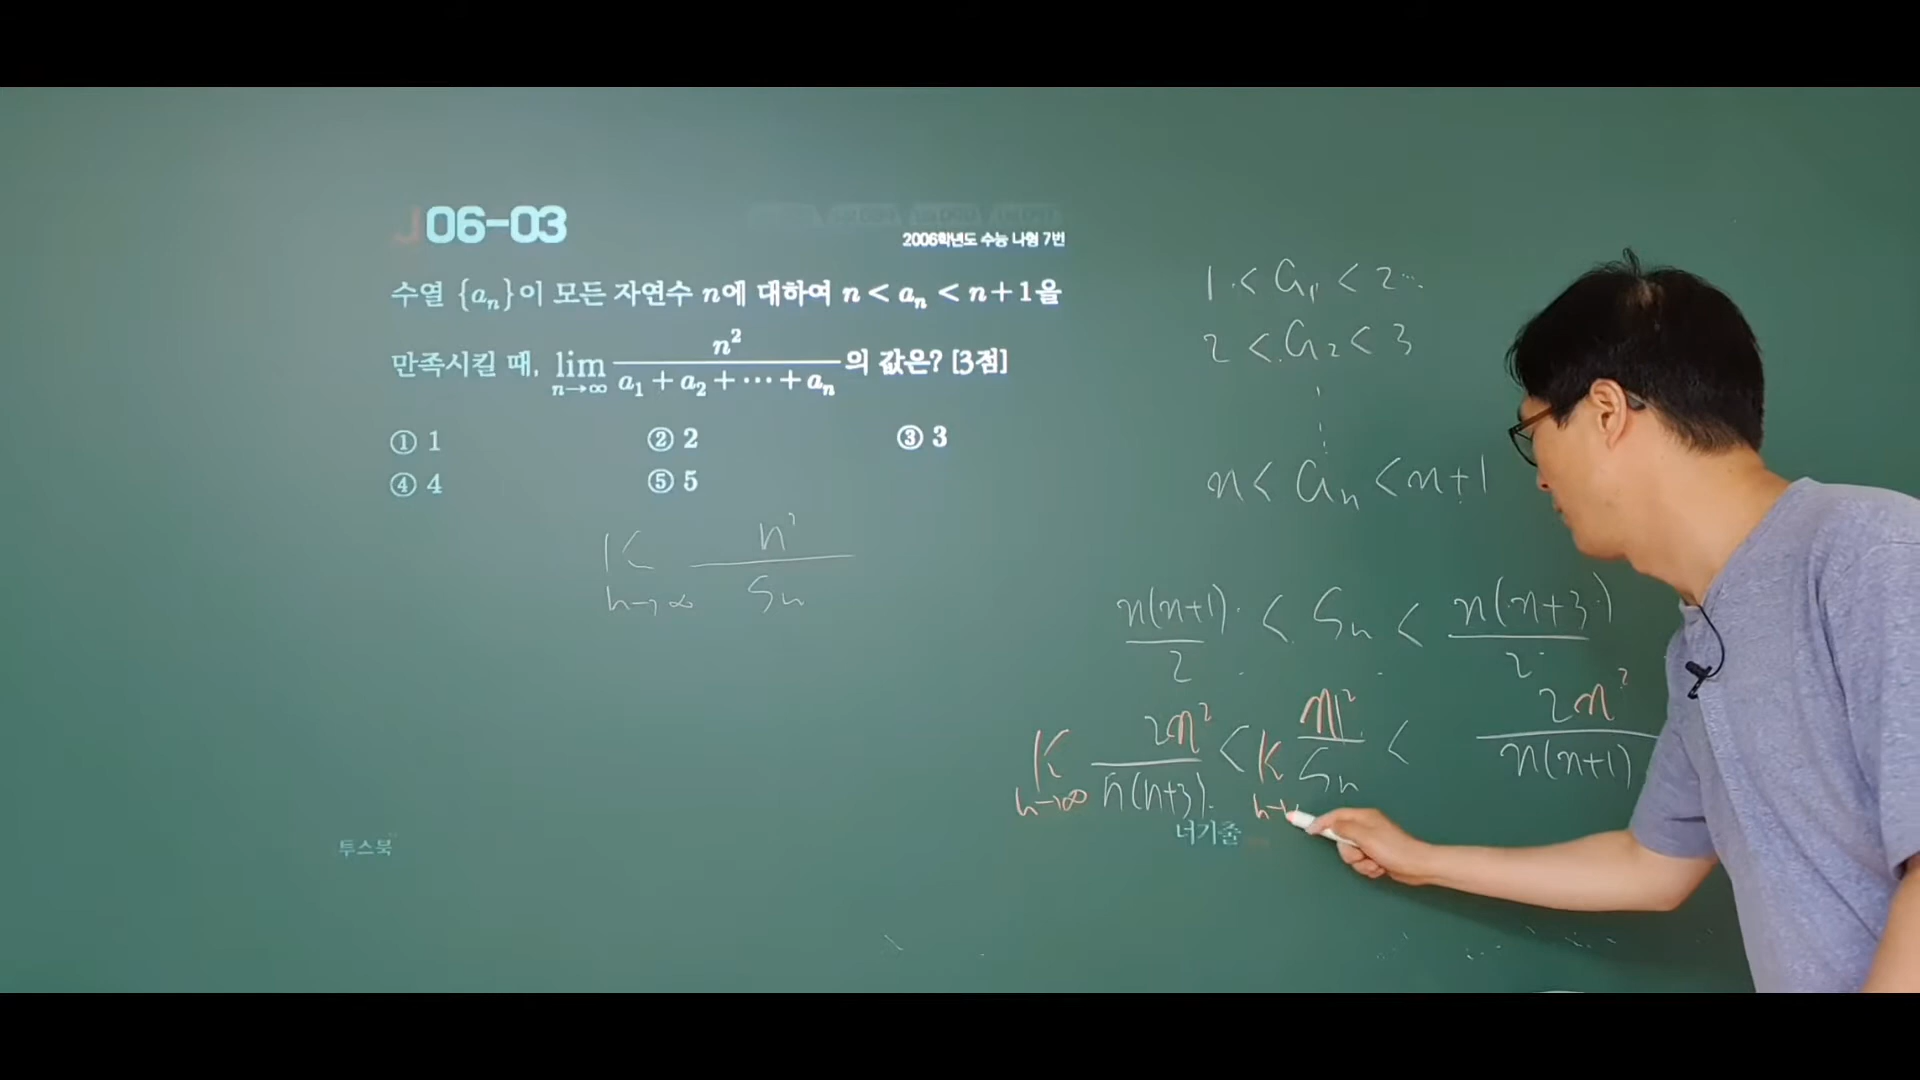 J 06-03
2006학년도 수능 나형 7번
수열 {aₙ}이 모든 자연수 n에 대하여 n < aₙ < n+1을
만족시킬 때, lim n→∞ n²/(a₁ + a₂ + ⋯ + aₙ) 의 값은? [3점]
① 1 ② 2 ③ 3
④ 4 ⑤ 5
n→∞ n²/Sn
1 < a₁ < 2
2 < a₂ < 3
⋮
n < aₙ < n+1
n(n+1)/2 < Sn < n(n+3)/2
n→∞ 2n²/n(n+3) < n²/Sn < 2n²/n(n+1)
투스북
너기출